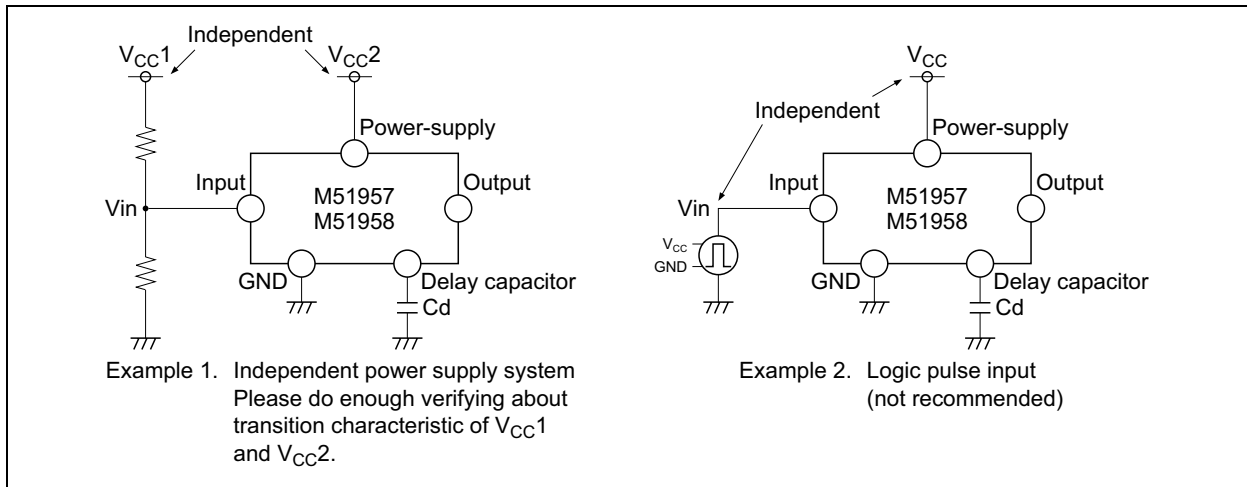 Independent
VCC1
VCC2
Power-supply
Input
M51957
M51958
Output
Vin
GND
Delay capacitor
Cd
Example 1. Independent power supply system
Please do enough verifying about
transition characteristic of VCC1
and VCC2.
VCC
Independent
Power-supply
Input
M51957
M51958
Output
Vin
VCC
GND
GND
Delay capacitor
Cd
Example 2. Logic pulse input
(not recommended)